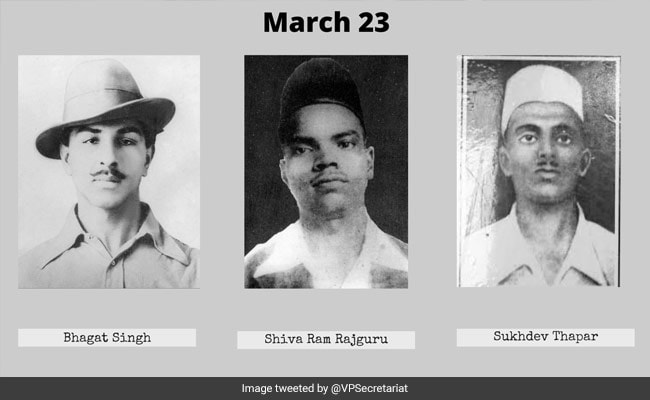 March 23
Bhagat Singh
Shiva Ram Rajguru
Sukhdev Thapar
Image tweeted by @VPSecretariat